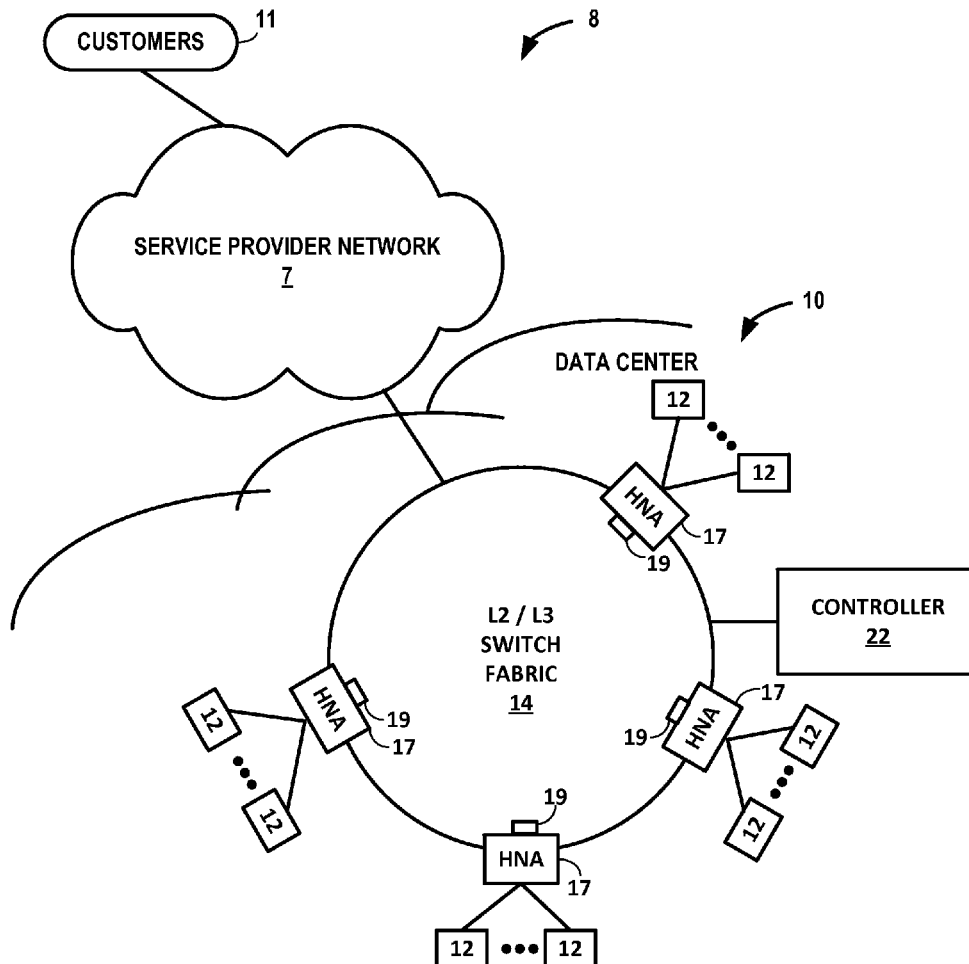 CUSTOMERS
11
8
SERVICE PROVIDER NETWORK
7
10
DATA CENTER
12
12
HNA
17
19
CONTROLLER
22
L2 / L3
SWITCH
FABRIC
14
HNA
19
17
12
12
17
HNA
19
12
12
19
HNA
17
12
12